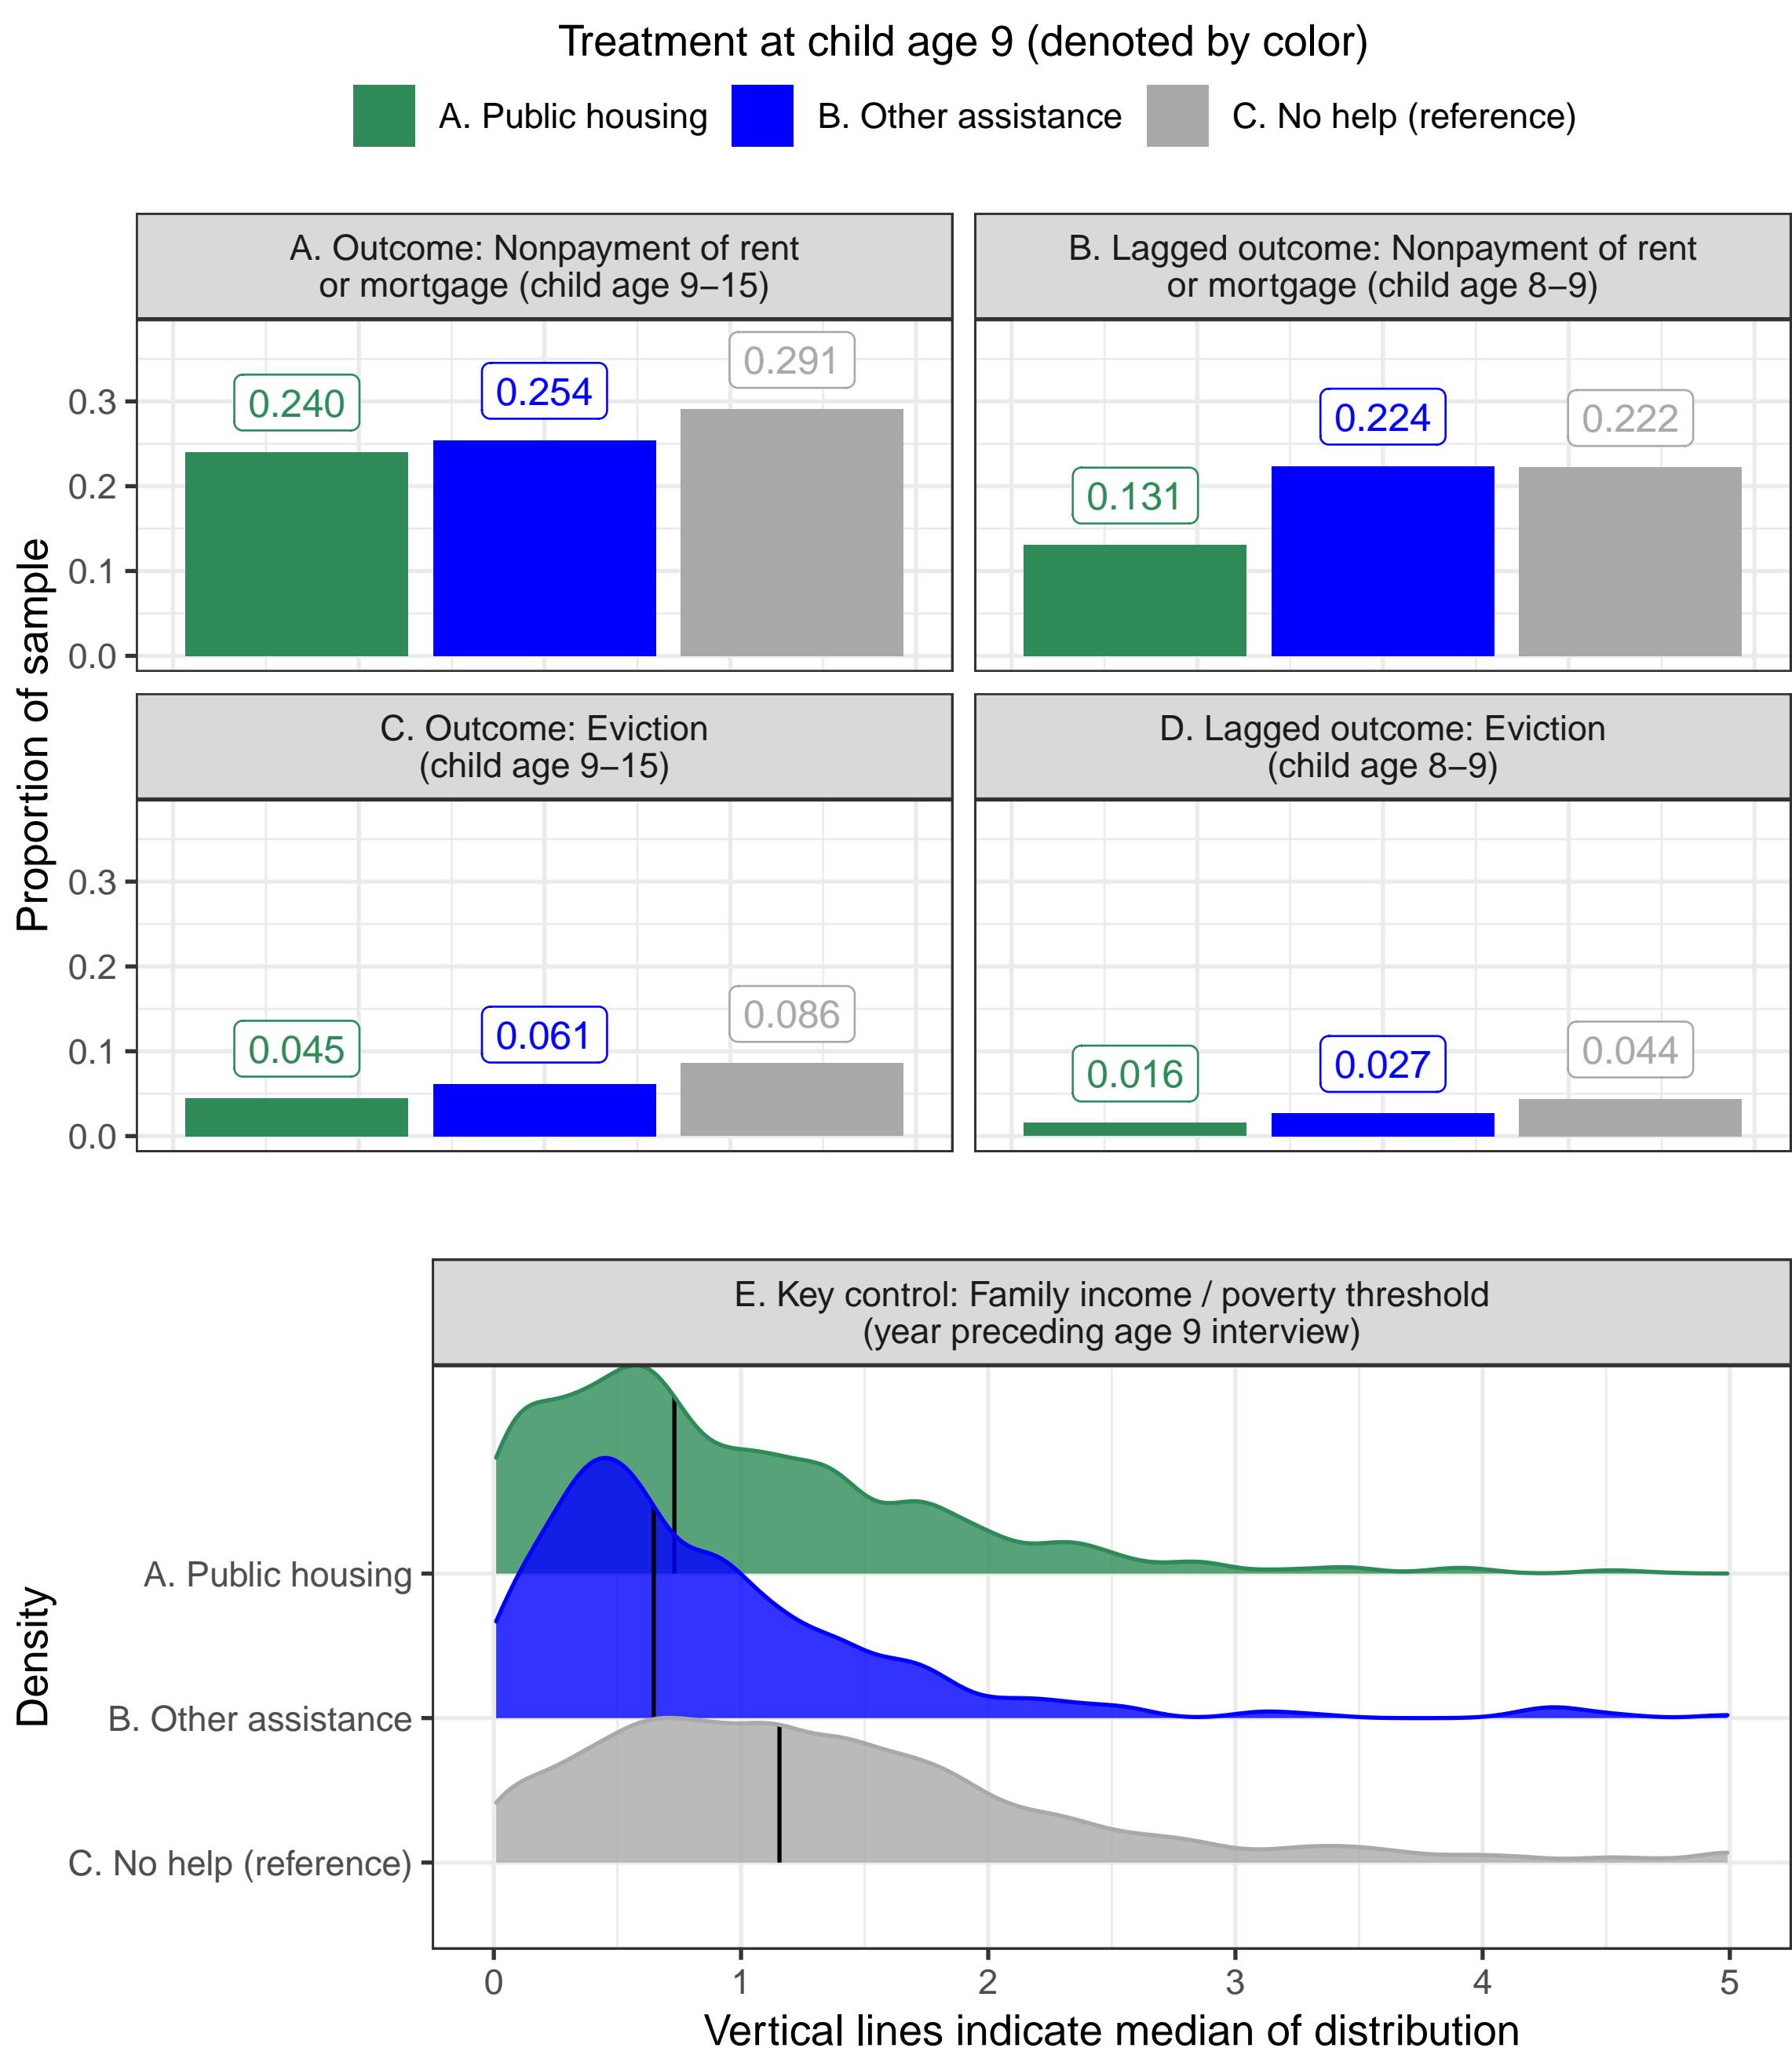 Treatment at child age 9 (denoted by color)
A. Public housing
B. Other assistance
C. No help (reference)
A. Outcome: Nonpayment of rent
or mortgage (child age 9–15)
B. Lagged outcome: Nonpayment of rent
or mortgage (child age 8–9)
Proportion of sample
0.3
0.2
0.1
0.0
0.240
0.254
0.291
0.131
0.224
0.222
C. Outcome: Eviction
(child age 9–15)
D. Lagged outcome: Eviction
(child age 8–9)
0.3
0.2
0.1
0.0
0.045
0.061
0.086
0.016
0.027
0.044
E. Key control: Family income / poverty threshold
(year preceding age 9 interview)
Density
A. Public housing
B. Other assistance
C. No help (reference)
0
1
2
3
4
5
Vertical lines indicate median of distribution